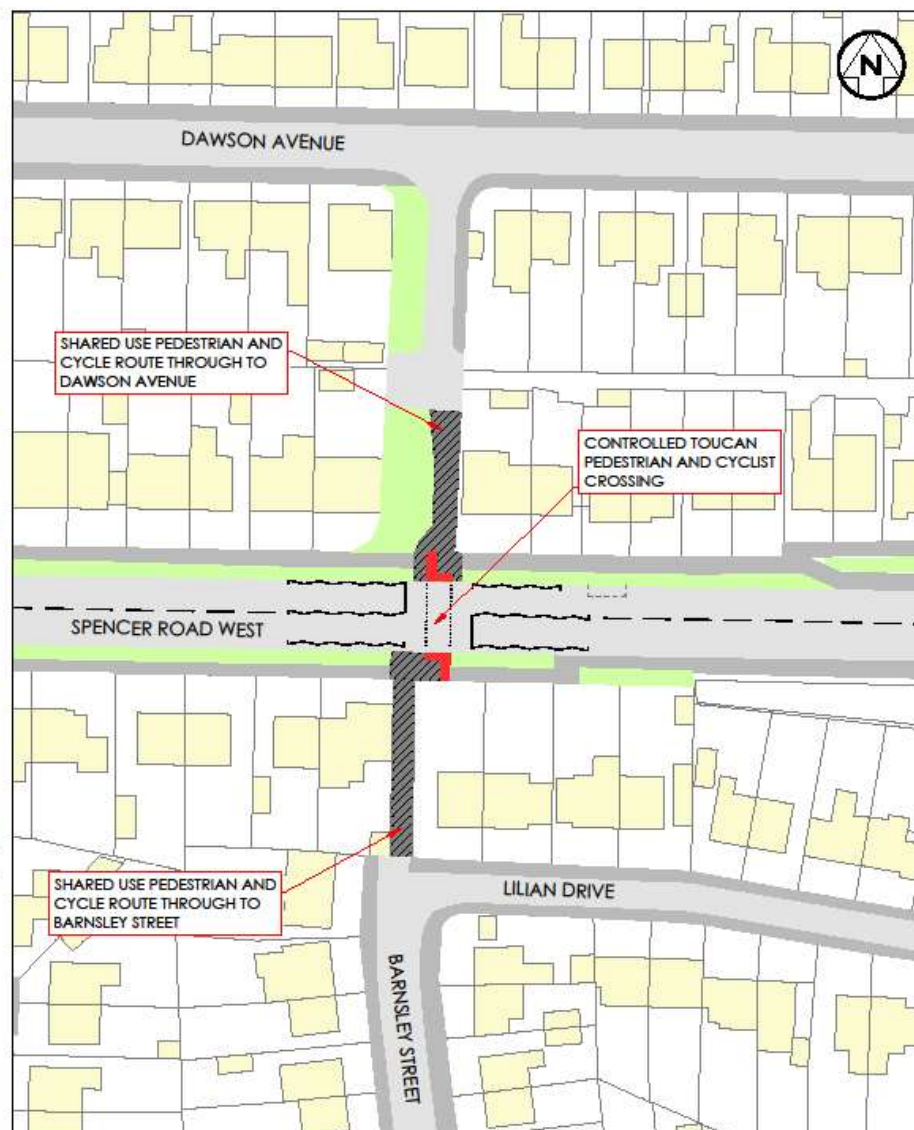 N
DAWSON AVENUE
SHARED USE PEDESTRIAN AND
CYCLE ROUTE THROUGH TO
DAWSON AVENUE
CONTROLLED TOUCAN
PEDESTRIAN AND CYCLIST
CROSSING
SPENCER ROAD WEST
SHARED USE PEDESTRIAN AND
CYCLE ROUTE THROUGH TO
BARNSLEY STREET
LILIAN DRIVE
BARNSLEY STREET